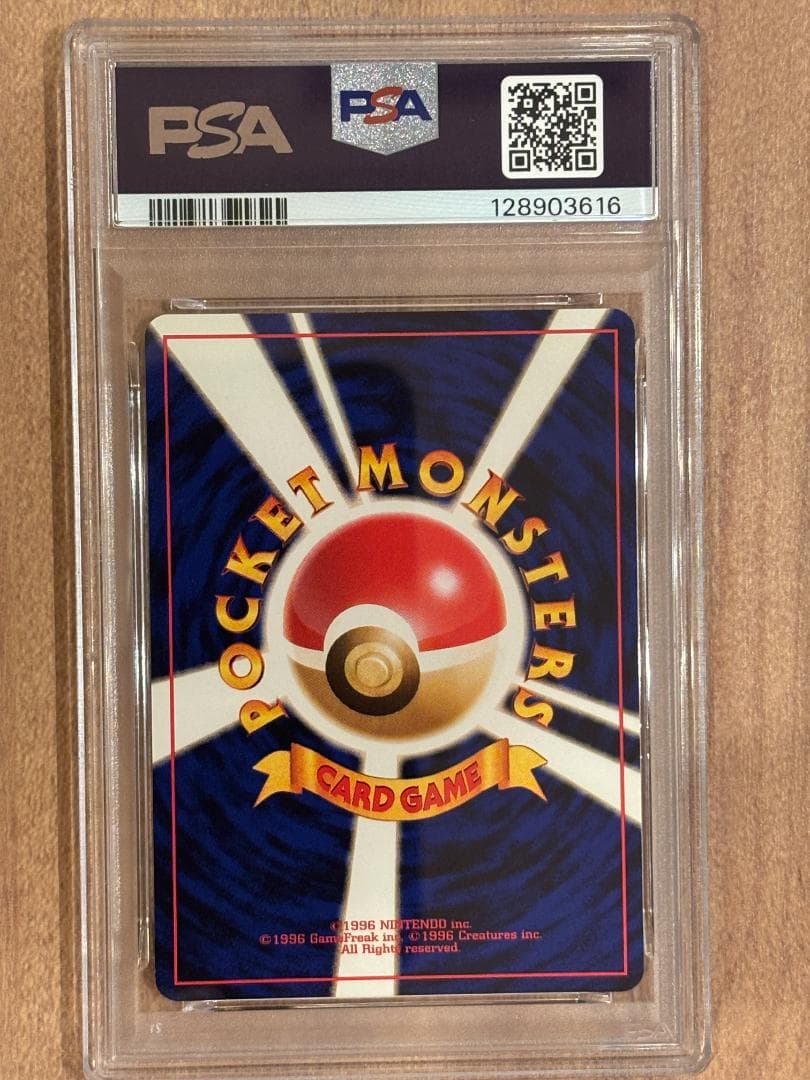 PSA
PSA
128903616
POCKET MONSTERS
CARD GAME
©1996 NINTENDO inc.
©1996 GameFreak inc. ©1996 Creatures inc.
All Rights reserved.